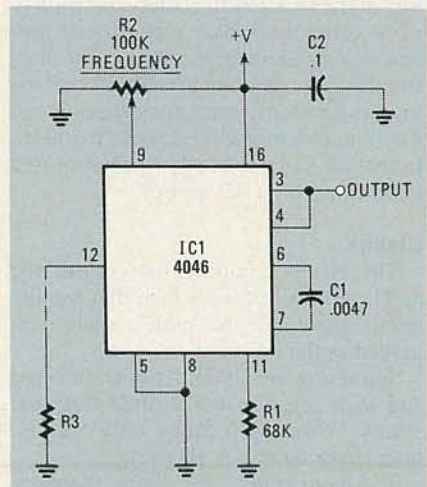 R2
100K
FREQUENCY
+V
C2
.1
9
16
3
OUTPUT
4
12
IC1
4046
6
C1
.0047
7
5
8
11
R3
R1
68K